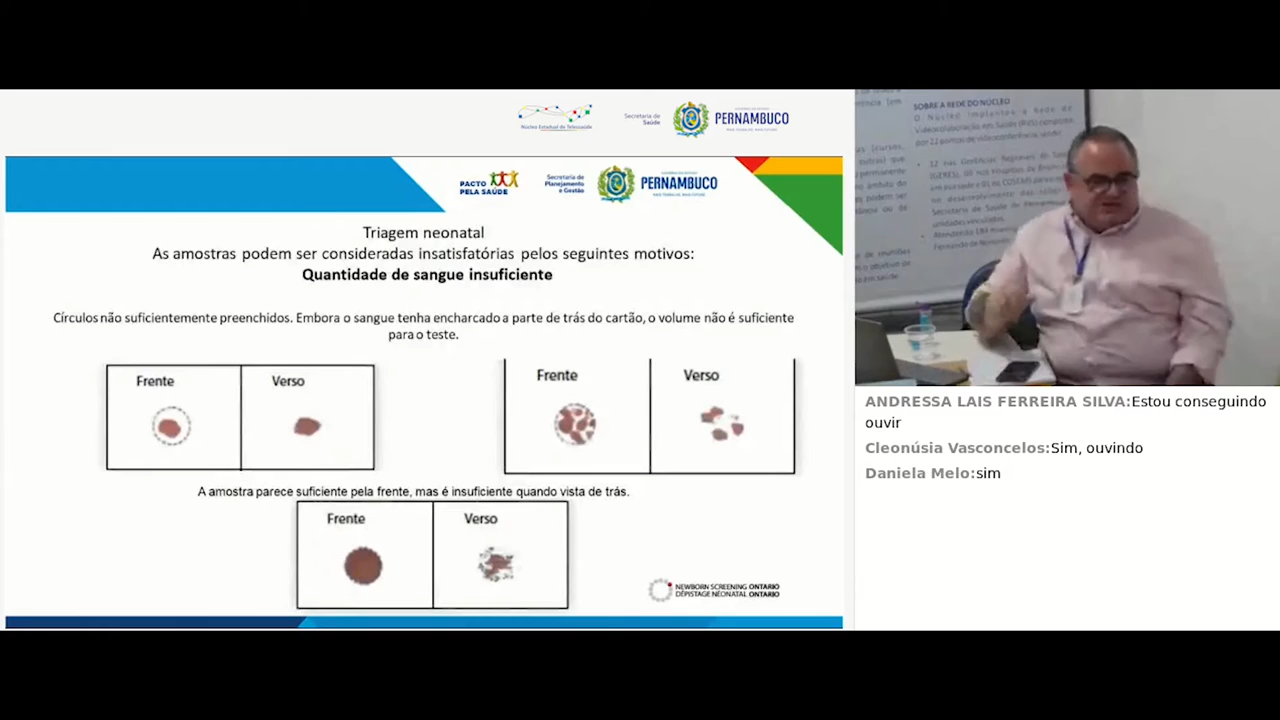 Núcleo Estadual de Telessaúde
Secretaria de
Saúde
PERNAMBUCO
PACTO
PELA SAÚDE
Secretaria de
Planejamento
e Gestão
PERNAMBUCO
Triagem neonatal
As amostras podem ser consideradas insatisfatórias pelos seguintes motivos:
Quantidade de sangue insuficiente
Círculos não suficientemente preenchidos. Embora o sangue tenha encharcado a parte de trás do cartão, o volume não é suficiente
para o teste.
Frente
Verso
Frente
Verso
A amostra parece suficiente pela frente, mas é insuficiente quando vista de trás.
Frente
Verso
NEWBORN SCREENING ONTARIO
DÉPISTAGE NÉONATAL ONTARIO
SOBRE A REDE DO NÚCLEO
O Núcleo implantou a Rede de
ANDRESSA LAIS FERREIRA SILVA:Estou conseguindo
ouvir
Cleonúsia Vasconcelos:Sim, ouvindo
Daniela Melo:sim